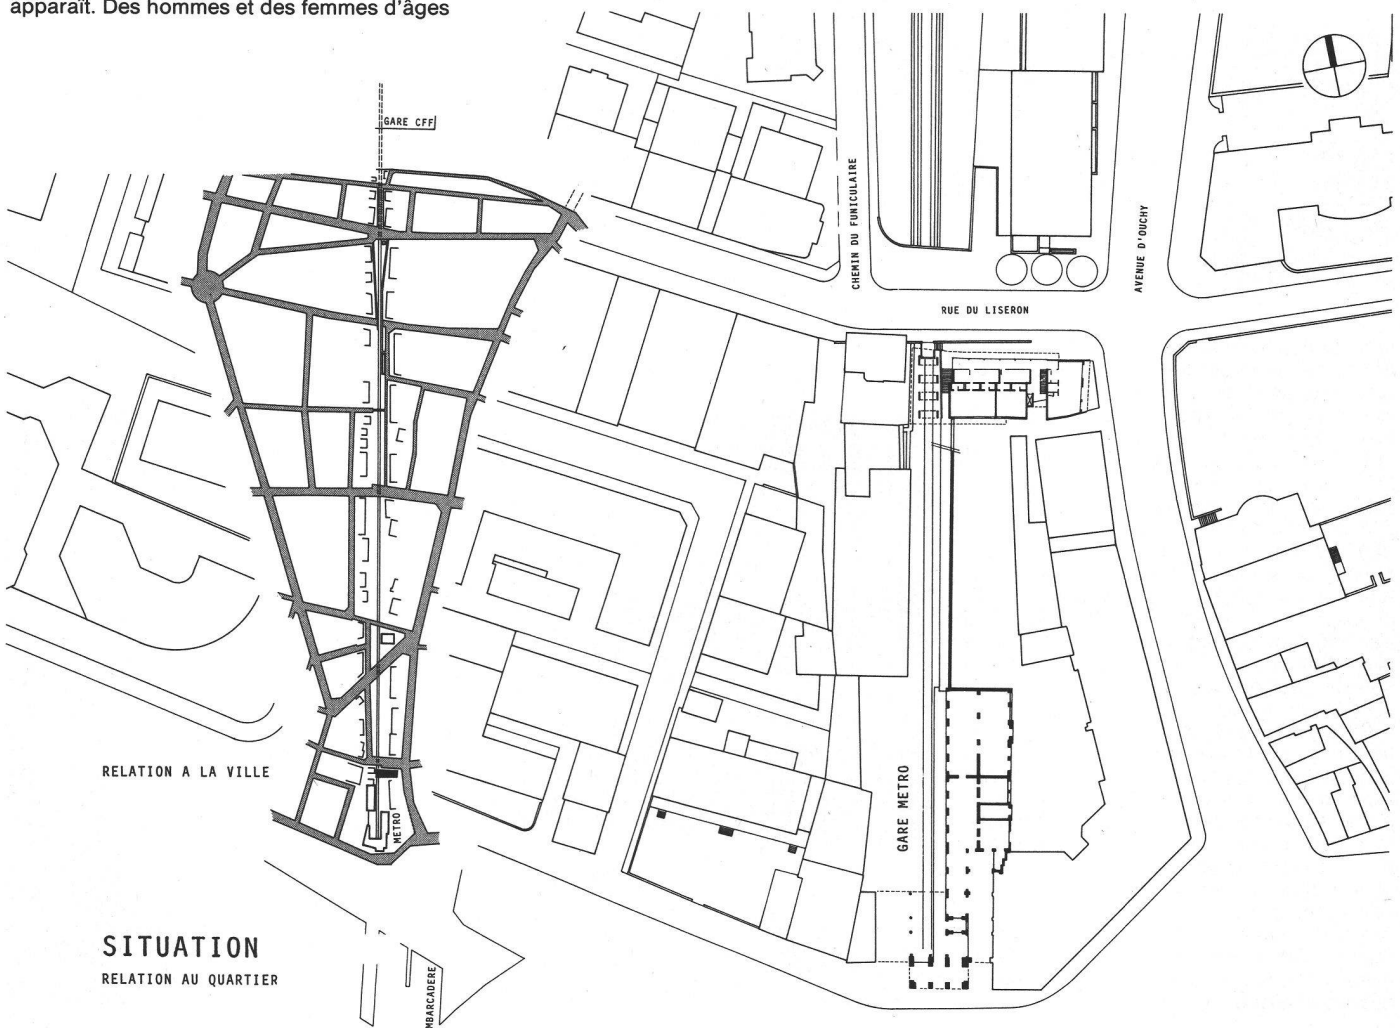 apparaît. Des hommes et des femmes d'âges
GARE CFF
CHEMIN DU FUNICULAIRE
AVENUE D'OUCHY
RUE DU LISERON
RELATION A LA VILLE
METRO
GARE METRO
SITUATION
RELATION AU QUARTIER
MBARCADERE